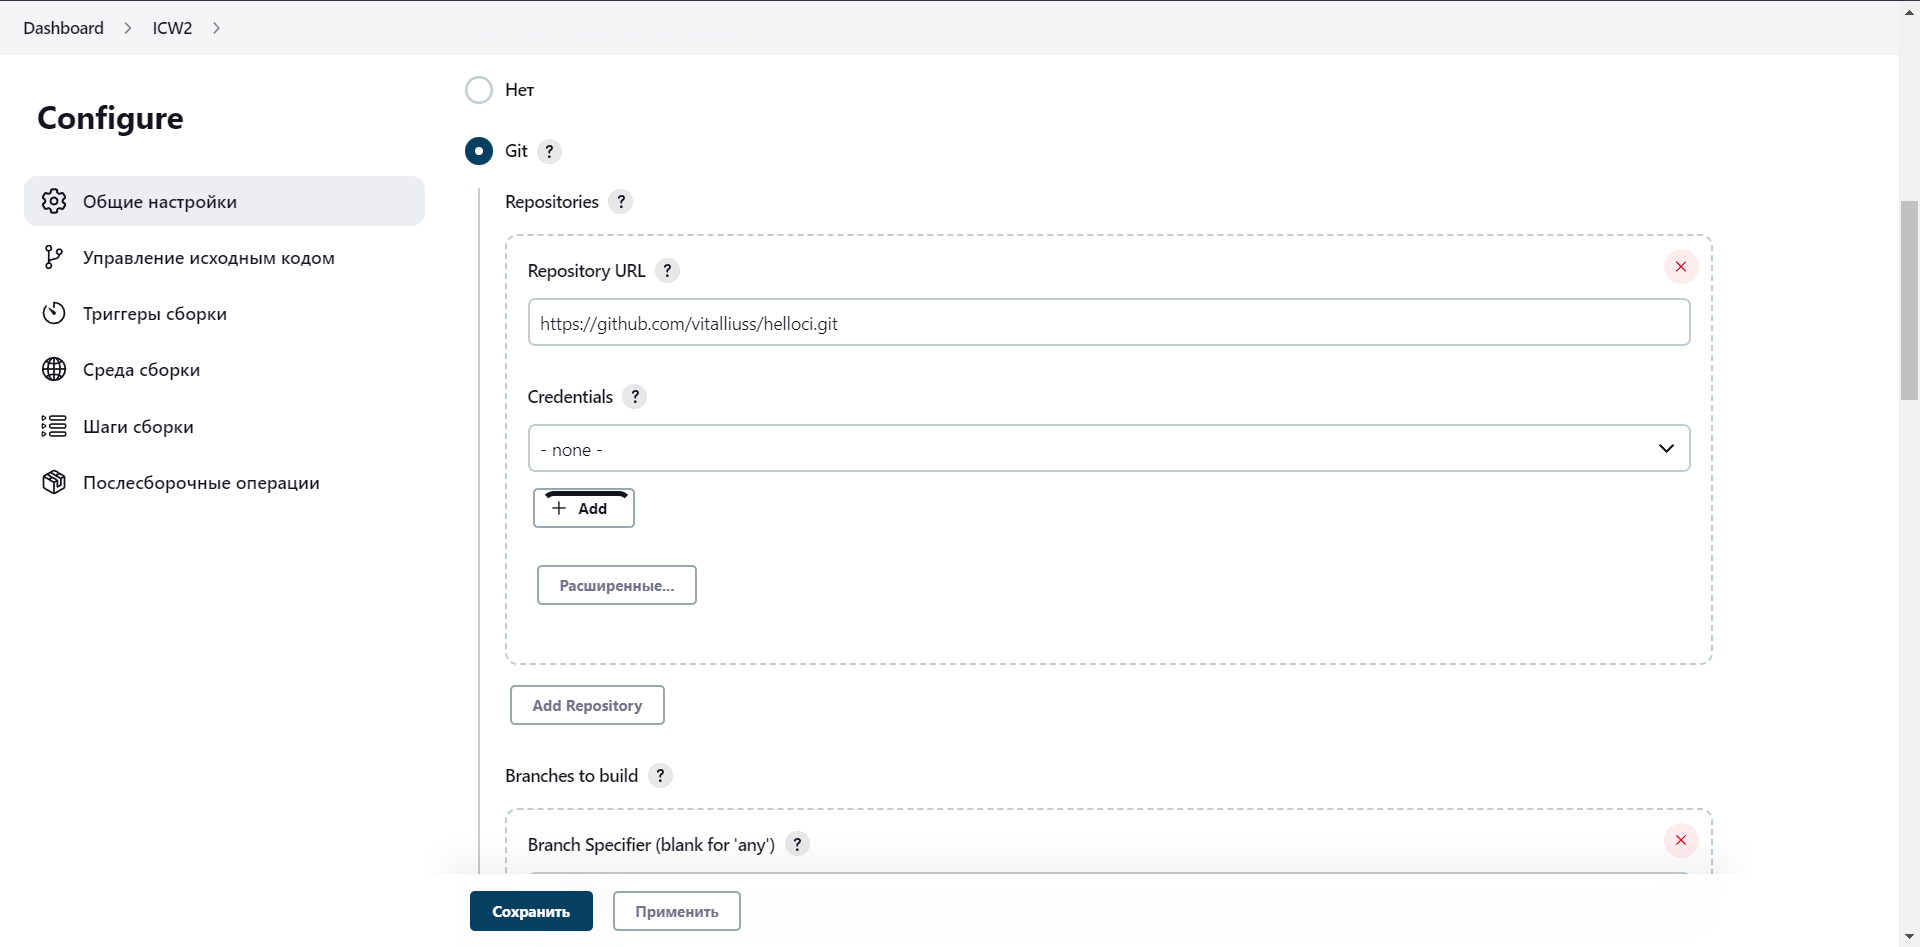 Dashboard
ICW2
Configure
Общие настройки
Управление исходным кодом
Триггеры сборки
Среда сборки
Шаги сборки
Послесборочные операции
Нет
Git ?
Repositories ?
Repository URL ?
https://github.com/vitalliuss/helloci.git
Credentials ?
- none -
+ Add
Расширенные...
Add Repository
Branches to build ?
Branch Specifier (blank for 'any') ?
Сохранить
Применить